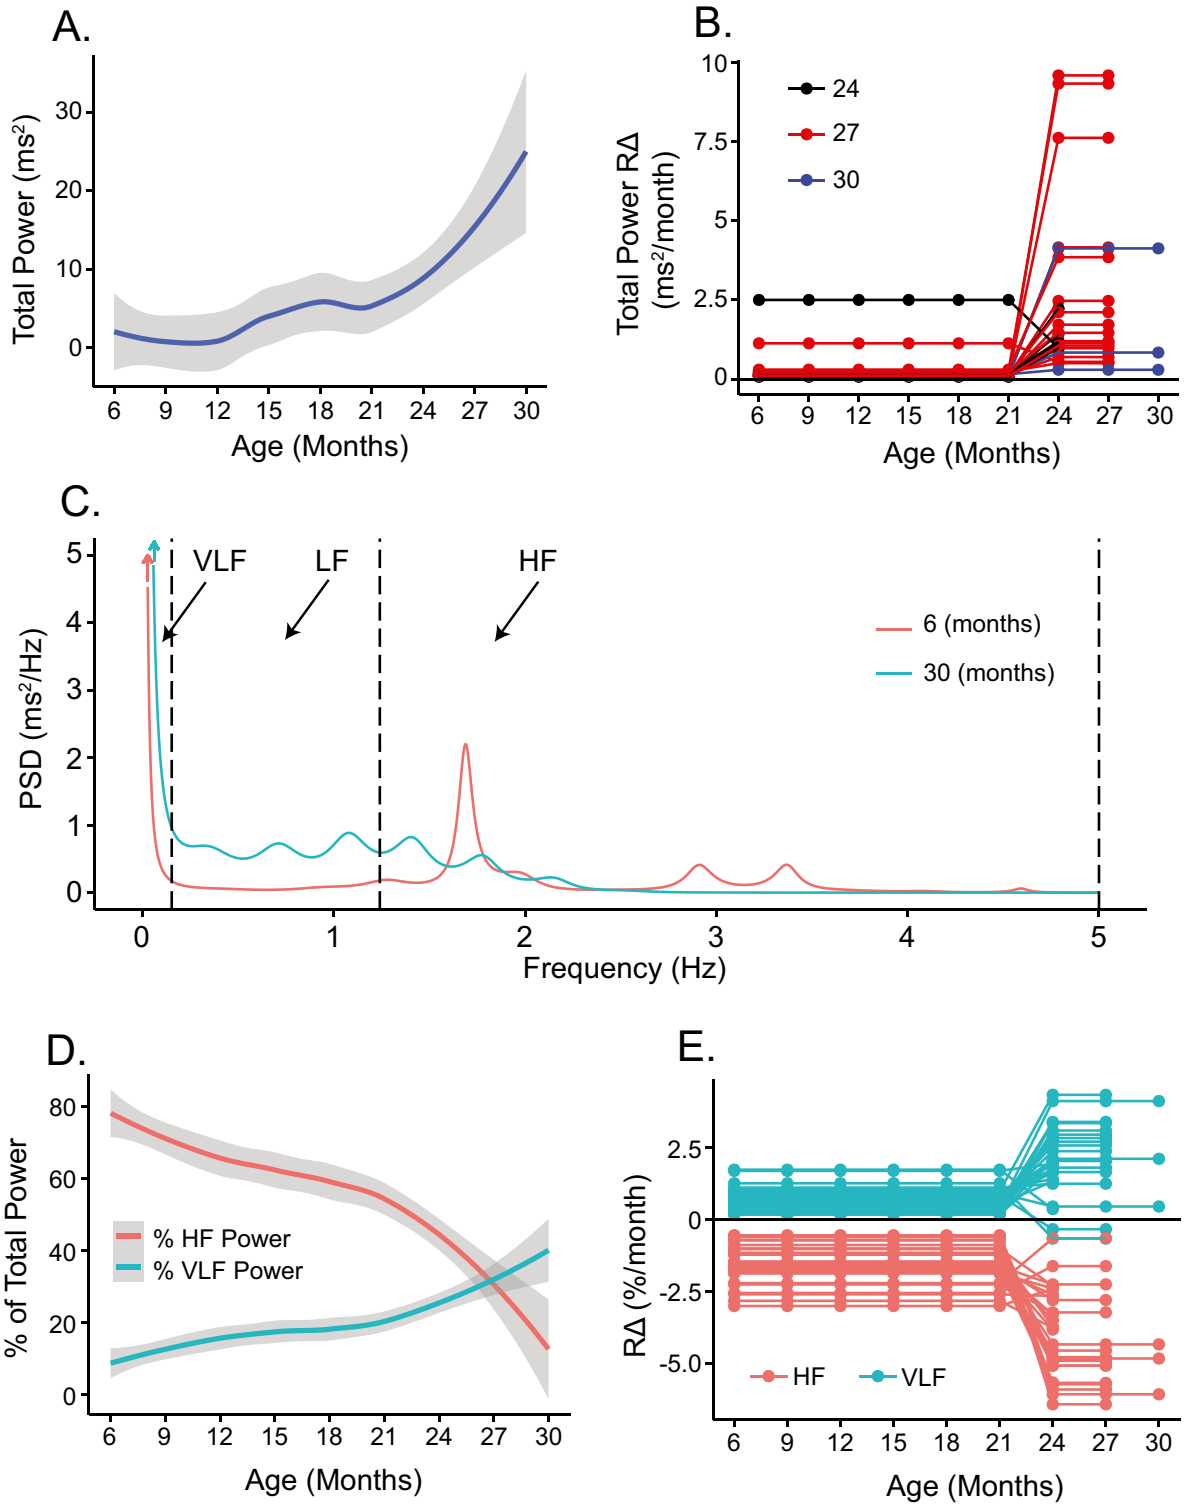 A.
Total Power (ms²)
30
20
10
0
6 9 12 15 18 21 24 27 30
Age (Months)
B.
Total Power RΔ
(ms²/month)
10
7.5
5
2.5
0
24
27
30
6 9 12 15 18 21 24 27 30
Age (Months)
C.
PSD (ms²/Hz)
5
4
3
2
1
0
VLF LF HF
6 (months)
30 (months)
0 1 2 3 4 5
Frequency (Hz)
D.
% of Total Power
80
60
40
20
0
% HF Power
% VLF Power
6 9 12 15 18 21 24 27 30
Age (Months)
E.
RΔ (%/month)
2.5
0
-2.5
-5.0
HF VLF
6 9 12 15 18 21 24 27 30
Age (Months)